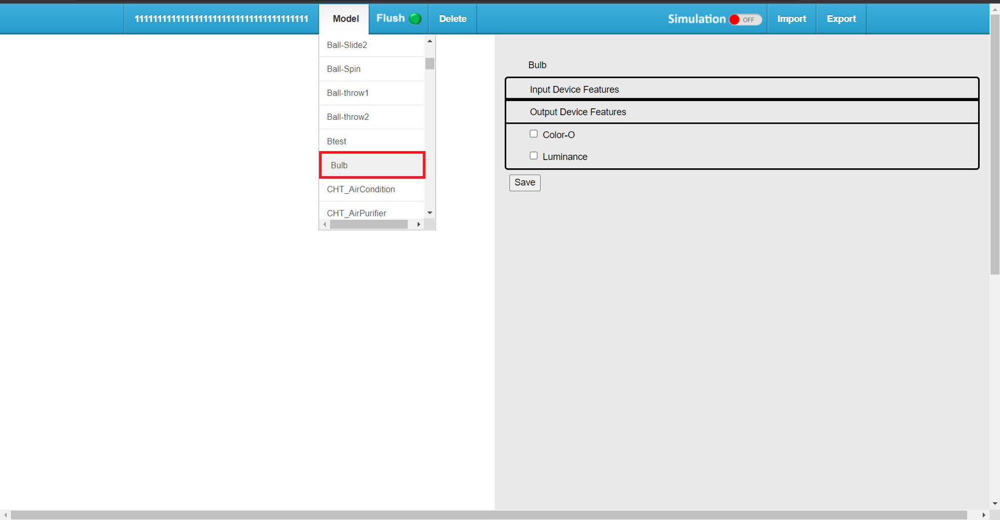 11111111111111111111111111111111111111 Model Flush Delete Simulation OFF Import Export
Ball-Slide2
Ball-Spin
Ball-throw1
Ball-throw2
Btest
Bulb
CHT_AirCondition
CHT_AirPurifier
Bulb
Input Device Features
Output Device Features
Color-O
Luminance
Save